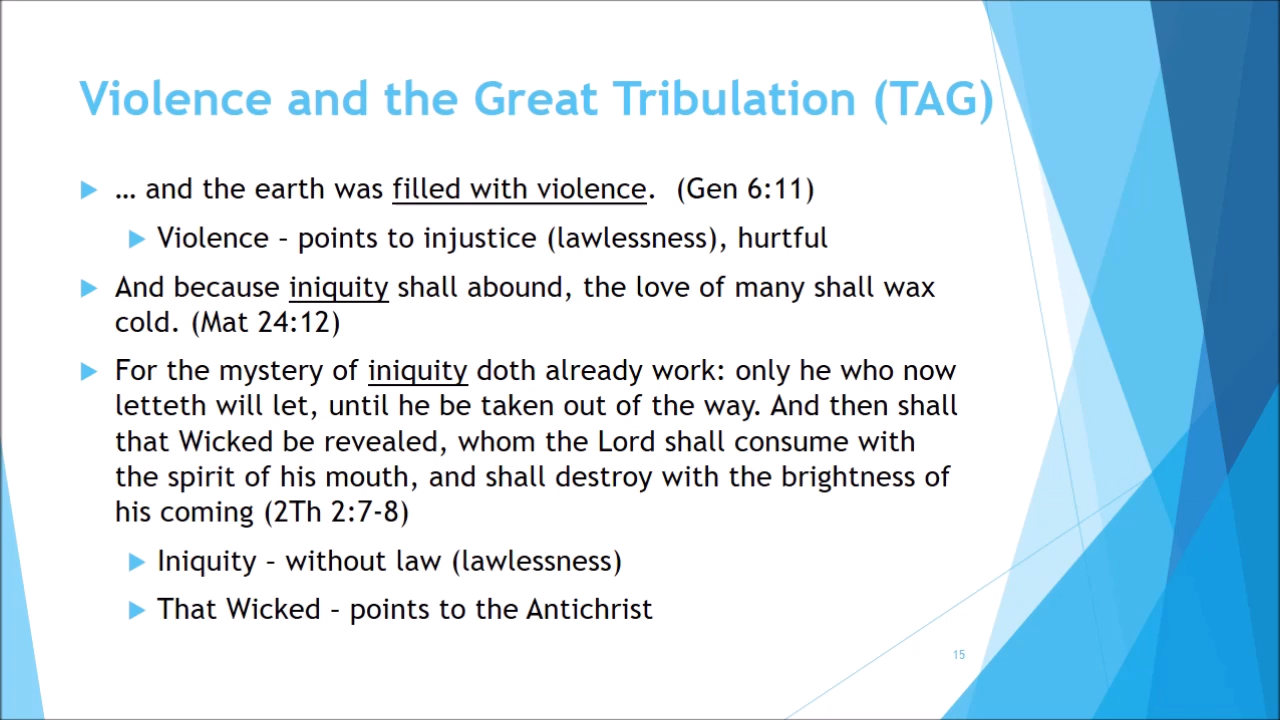 Violence and the Great Tribulation (TAG)
… and the earth was filled with violence.  (Gen 6:11)
Violence – points to injustice (lawlessness), hurtful
And because iniquity shall abound, the love of many shall wax
cold. (Mat 24:12)
For the mystery of iniquity doth already work: only he who now
letteth will let, until he be taken out of the way. And then shall
that Wicked be revealed, whom the Lord shall consume with
the spirit of his mouth, and shall destroy with the brightness of
his coming (2Th 2:7-8)
Iniquity – without law (lawlessness)
That Wicked – points to the Antichrist
15